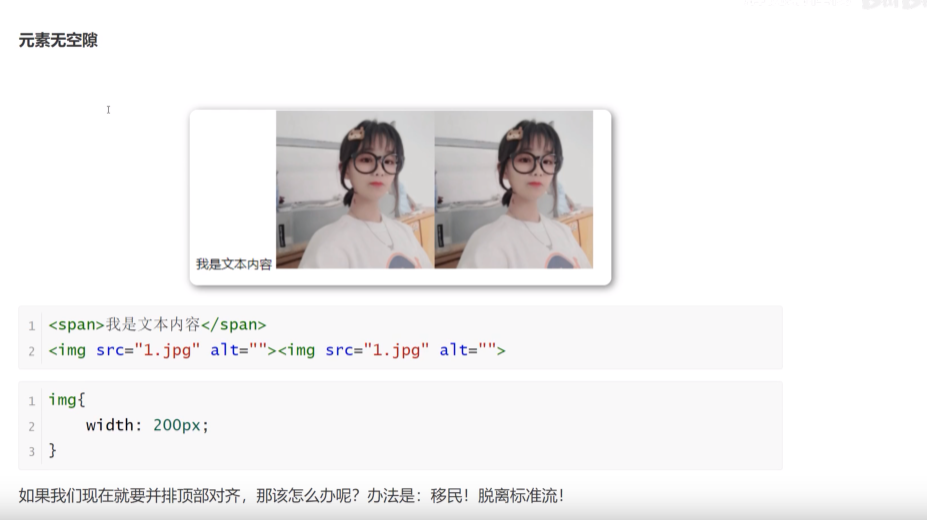 元素无空隙
我是文本内容
1 <span>我是文本内容</span>
2 <img src="1.jpg" alt=""><img src="1.jpg" alt="">
1 img{
2 width: 200px;
3 }
如果我们现在就要并排顶部对齐，那该怎么办呢？办法是：移民！脱离标准流！